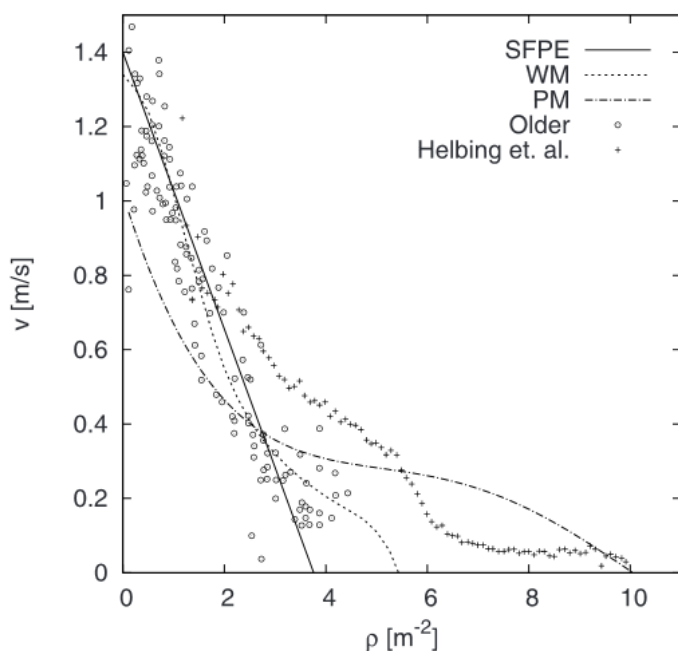 1.4
1.2
1
0.8
0.6
0.4
0.2
0
v [m/s]
SFPE
WM
PM
Older
Helbing et. al.
0 2 4 6 8 10
ρ [m⁻²]